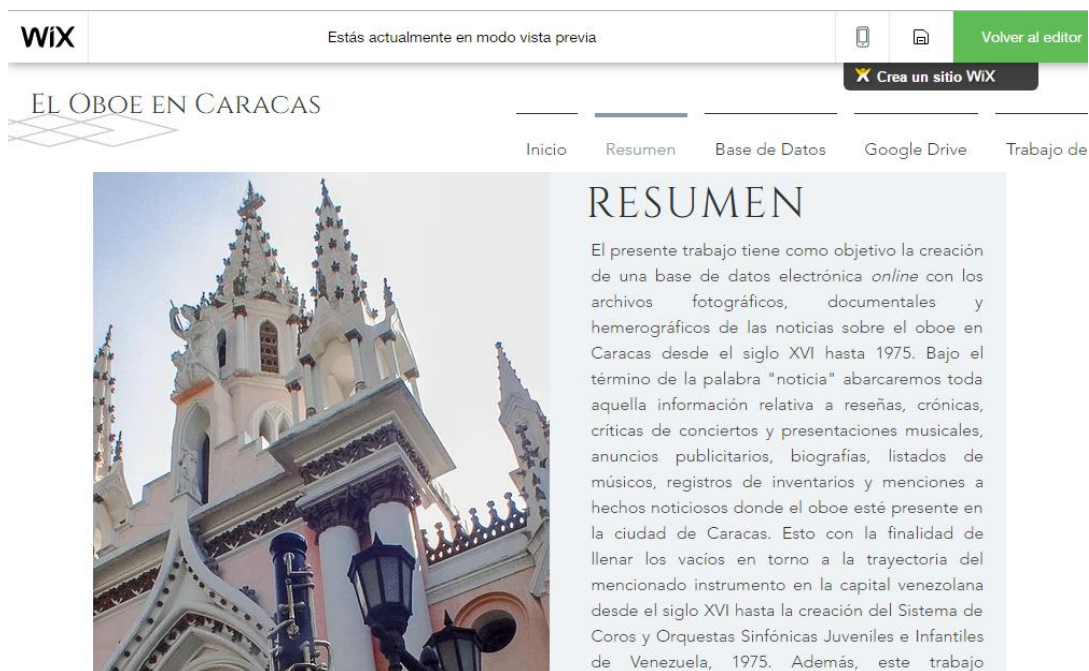 WiX
Estás actualmente en modo vista previa
Volver al editor
Crea un sitio WiX
El Oboe en Caracas
Inicio Resumen Base de Datos Google Drive Trabajo de
RESUMEN
El presente trabajo tiene como objetivo la creación
de una base de datos electrónica online con los
archivos fotográficos, documentales y
hemerográficos de las noticias sobre el oboe en
Caracas desde el siglo XVI hasta 1975. Bajo el
término de la palabra "noticia" abarcaremos toda
aquella información relativa a reseñas, crónicas,
críticas de conciertos y presentaciones musicales,
anuncios publicitarios, biografías, listados de
músicos, registros de inventarios y menciones a
hechos noticiosos donde el oboe esté presente en
la ciudad de Caracas. Esto con la finalidad de
llenar los vacíos en torno a la trayectoria del
mencionado instrumento en la capital venezolana
desde el siglo XVI hasta la creación del Sistema de
Coros y Orquestas Sinfónicas Juveniles e Infantiles
de Venezuela, 1975. Además, este trabajo